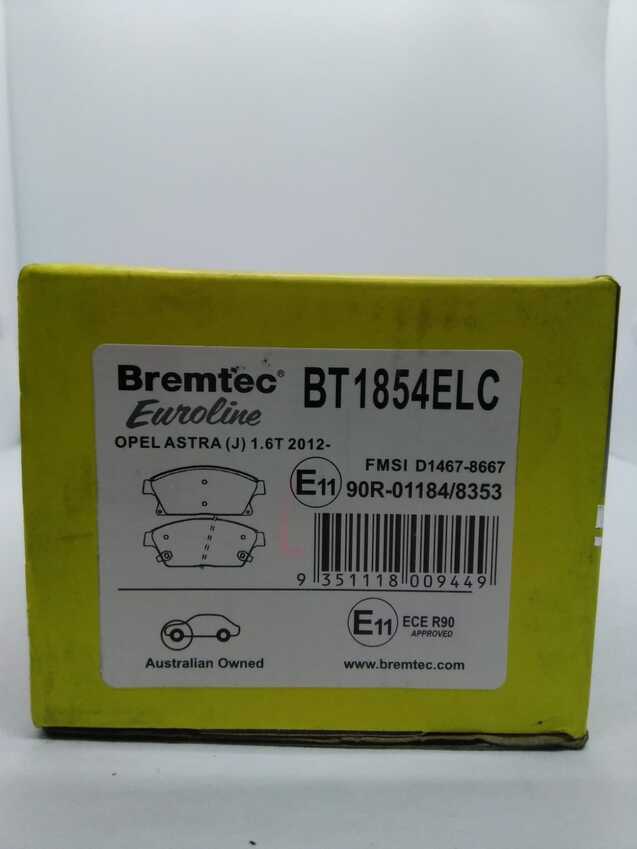 Bremtec®
Euroline
BT1854ELC
OPEL ASTRA (J) 1.6T 2012-
FMSI D1467-8667
E11 90R-01184/8353
9 351118 009449
E11 ECE R90
APPROVED
Australian Owned
www.bremtec.com